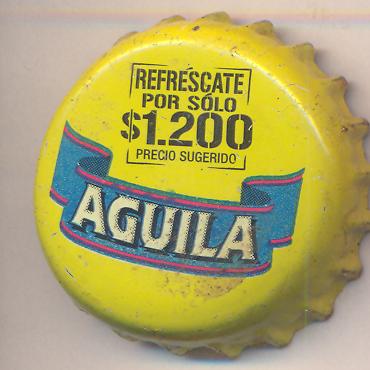 REFRÉSCATE
POR SÓLO
$1.200
PRECIO SUGERIDO
AGUILA